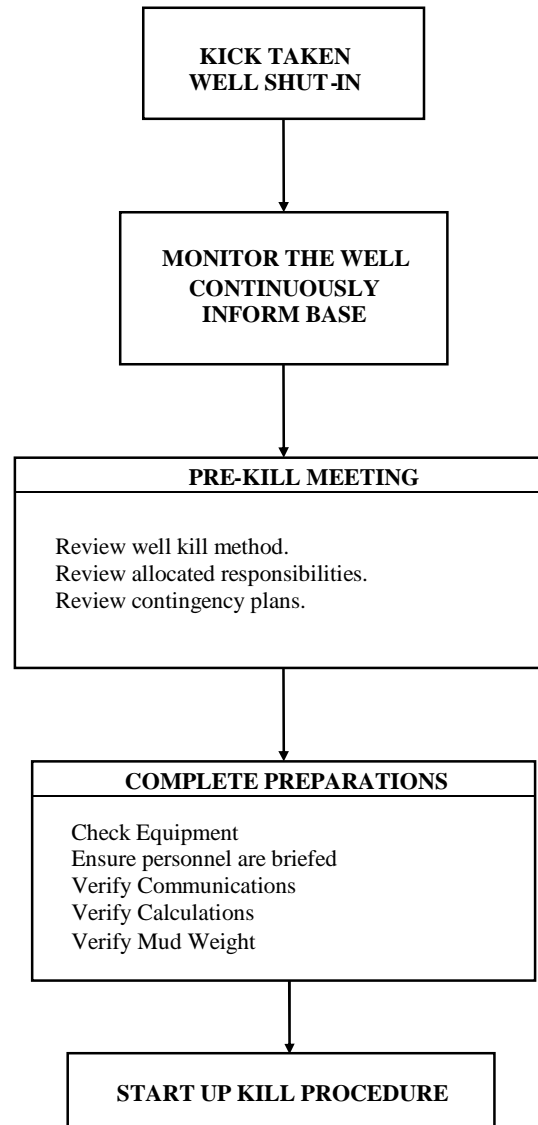 KICK TAKEN
WELL SHUT-IN
MONITOR THE WELL
CONTINUOUSLY
INFORM BASE
PRE-KILL MEETING
Review well kill method.
Review allocated responsibilities.
Review contingency plans.
COMPLETE PREPARATIONS
Check Equipment
Ensure personnel are briefed
Verify Communications
Verify Calculations
Verify Mud Weight
START UP KILL PROCEDURE